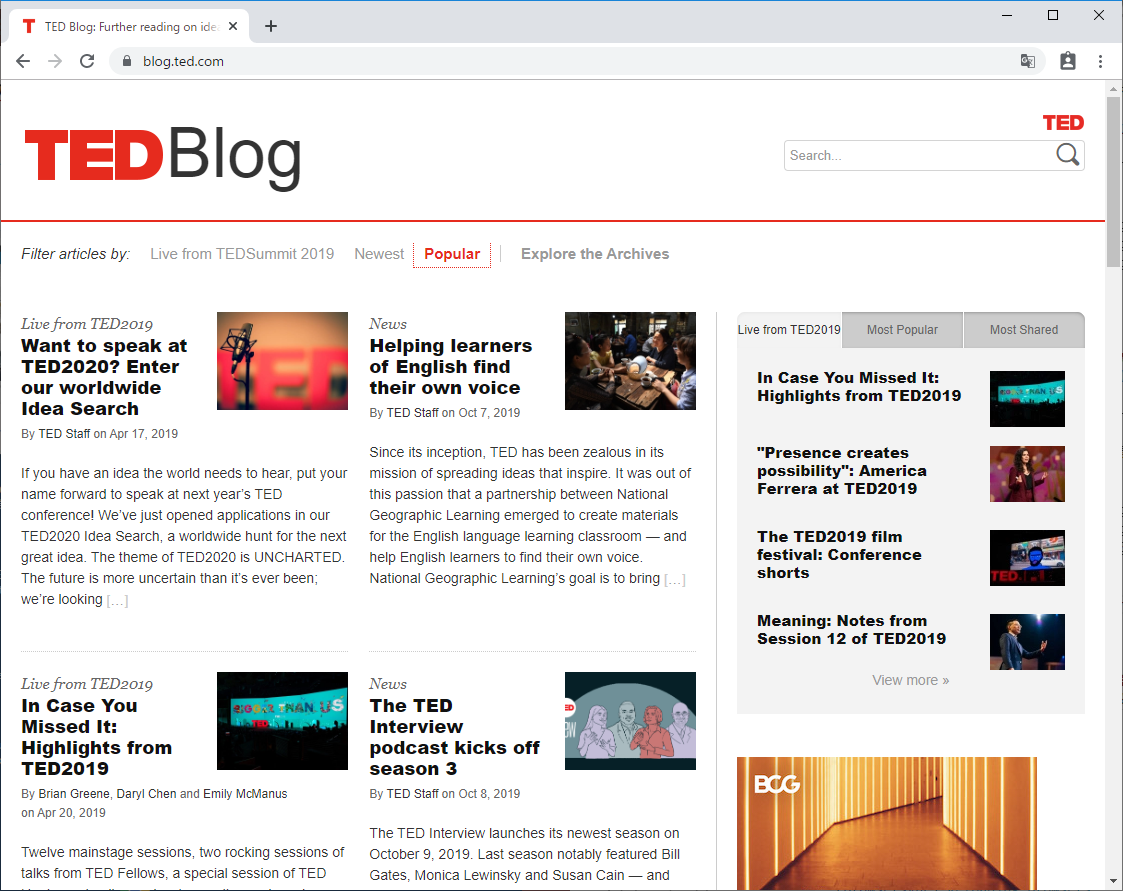 TED Blog: Further reading on ide
blog.ted.com
TED Blog
TED
Search...
Filter articles by:
Live from TEDSummit 2019
Newest
Popular
Explore the Archives
Live from TED2019
Want to speak at
TED2020? Enter
our worldwide
Idea Search
By TED Staff on Apr 17, 2019
If you have an idea the world needs to hear, put your
name forward to speak at next year’s TED
conference! We’ve just opened applications in our
TED2020 Idea Search, a worldwide hunt for the next
great idea. The theme of TED2020 is UNCHARTED.
The future is more uncertain than it’s ever been;
we’re looking [...]
TED
News
Helping learners
of English find
their own voice
By TED Staff on Oct 7, 2019
Since its inception, TED has been zealous in its
mission of spreading ideas that inspire. It was out of
this passion that a partnership between National
Geographic Learning emerged to create materials
for the English language learning classroom — and
help English learners to find their own voice.
National Geographic Learning’s goal is to bring [...]
Live from TED2019
In Case You
Missed It:
Highlights from
TED2019
By Brian Greene, Daryl Chen and Emily McManus
on Apr 20, 2019
Twelve mainstage sessions, two rocking sessions of
talks from TED Fellows, a special session of TED
BIGGER THAN US
TED
News
The TED
Interview
podcast kicks off
season 3
By TED Staff on Oct 8, 2019
The TED Interview launches its newest season on
October 9, 2019. Last season notably featured Bill
Gates, Monica Lewinsky and Susan Cain — and
Live from TED2019
Most Popular
Most Shared
In Case You Missed It:
Highlights from TED2019
"Presence creates
possibility": America
Ferrera at TED2019
The TED2019 film
festival: Conference
shorts
TED
Meaning: Notes from
Session 12 of TED2019
View more »
BCG